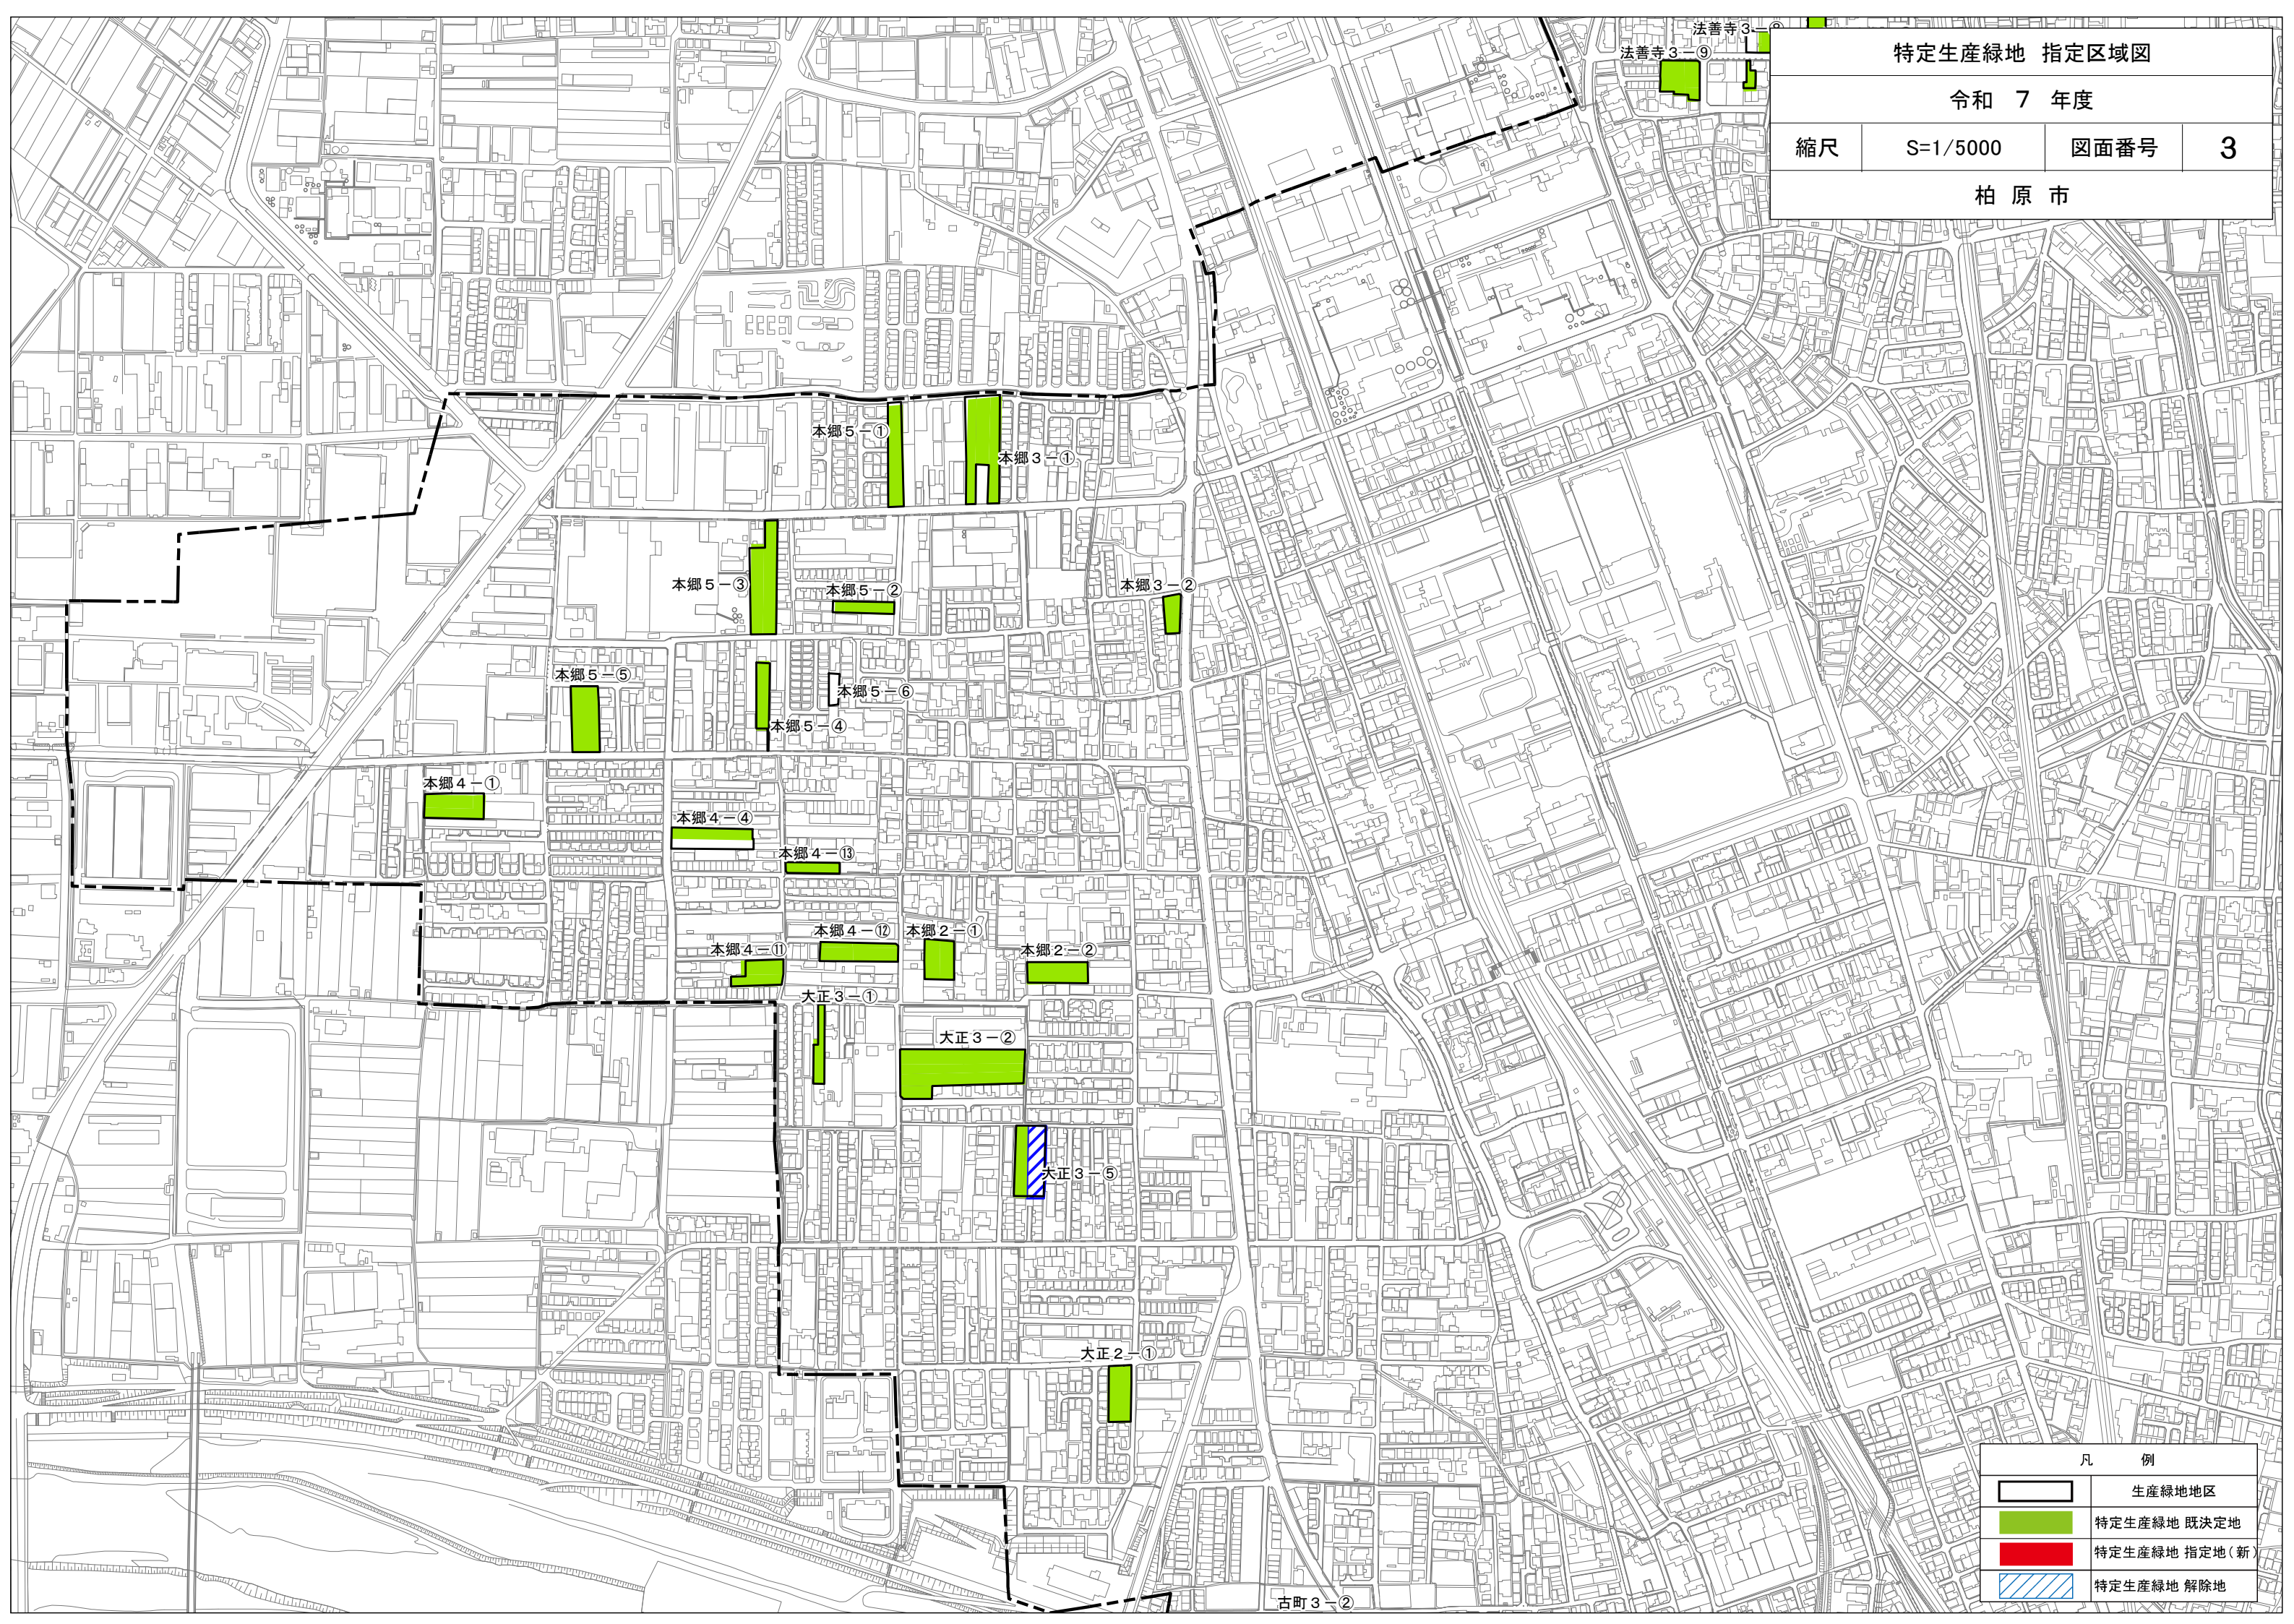 法善寺３－⑧
法善寺３－⑨
特定生産緑地 指定区域図
令和 7 年度
縮尺 S=1/5000 図面番号 3
柏原市
本郷５－①
本郷３－①
本郷５－③
本郷５－②
本郷３－②
本郷５－⑤
本郷５－⑥
本郷５－④
本郷４－①
本郷４－④
本郷４－⑬
本郷４－⑪
本郷４－⑫
本郷２－①
本郷２－②
大正３－①
大正３－②
大正３－⑤
大正２－①
古町３－②
凡 例
生産緑地地区
特定生産緑地 既決定地
特定生産緑地 指定地（新）
特定生産緑地 解除地